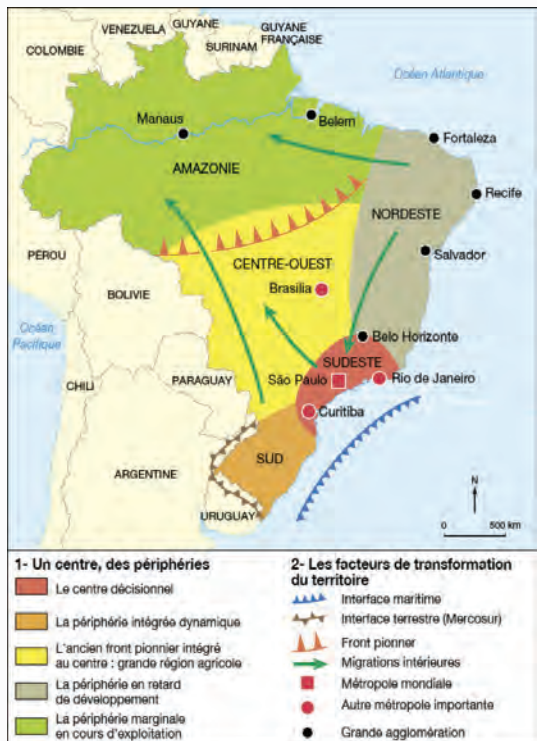 VENEZUELA
GUYANE
GUYANE
FRANÇAISE
COLOMBIE
SURINAM
Océan Atlantique
Manaus
Belem
Fortaleza
AMAZONIE
Recife
NORDESTE
PÉROU
CENTRE-OUEST
Salvador
Brasilia
BOLIVIE
Océan
Pacifique
Belo Horizonte
SUDESTE
PARAGUAY
São Paulo
Rio de Janeiro
CHILI
Curitiba
SUD
ARGENTINE
N
URUGUAY
0 500 km
1- Un centre, des périphéries
Le centre décisionnel
La périphérie intégrée dynamique
L'ancien front pionnier intégré
au centre : grande région agricole
La périphérie en retard
de développement
La périphérie marginale
en cours d'exploitation
2- Les facteurs de transformation
du territoire
Interface maritime
Interface terrestre (Mercosur)
Front pionner
Migrations intérieures
Métropole mondiale
Autre métropole importante
Grande agglomération